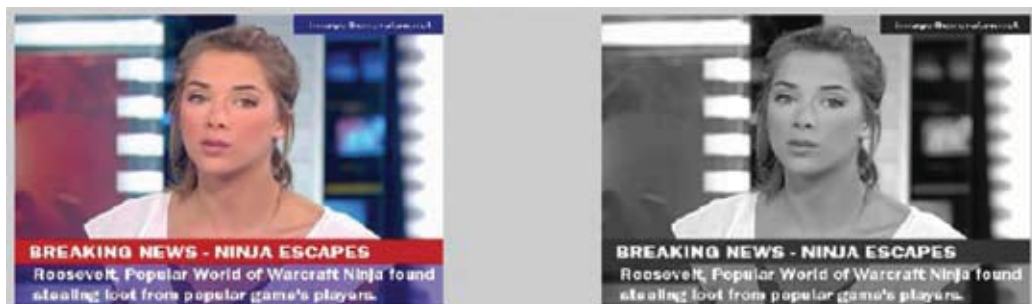 BREAKING NEWS - NINJA ESCAPES
Roosevelt, Popular World of Warcraft Ninja found
stealing loot from popular game's players.
BREAKING NEWS - NINJA ESCAPES
Roosevelt, Popular World of Warcraft Ninja found
stealing loot from popular game's players.